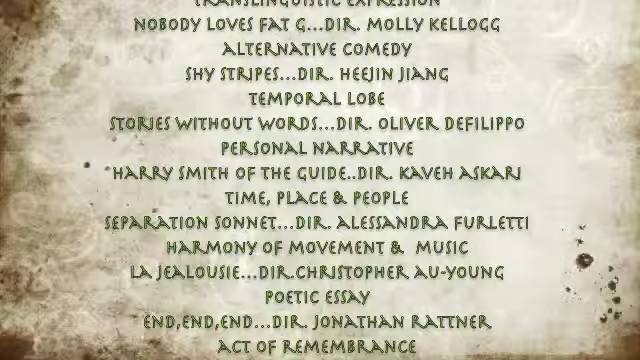 TRANSLINGUISTIC EXPRESSION
NOBODY LOVES FAT G...DIR. MOLLY KELLOGG
ALTERNATIVE COMEDY
SHY STRIPES...DIR. HEEJIN JIANG
TEMPORAL LOBE
STORIES WITHOUT WORDS...DIR. OLIVER DEFILIPPO
PERSONAL NARRATIVE
HARRY SMITH OF THE GUIDE..DIR. KAVEH ASKARI
TIME, PLACE & PEOPLE
SEPARATION SONNET...DIR. ALESSANDRA FURLETTI
HARMONY OF MOVEMENT & MUSIC
LA JEALOUSIE...DIR.CHRISTOPHER AU-YOUNG
POETIC ESSAY
END,END,END...DIR. JONATHAN RATTNER
ACT OF REMEMBRANCE